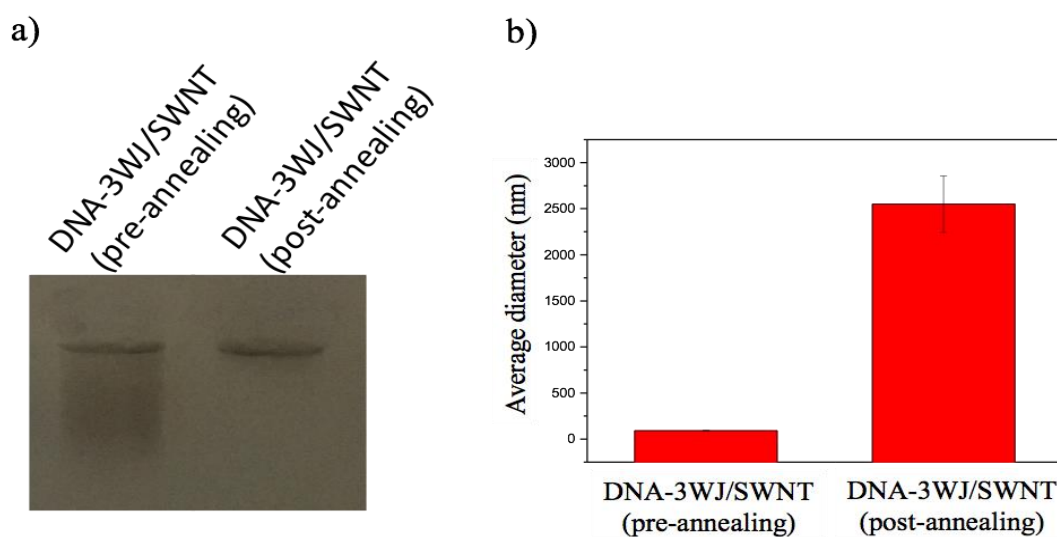 a)
DNA-3WJ/SWNT
(pre-annealing)
DNA-3WJ/SWNT
(post-annealing)
b)
Average diameter (nm)
3000
2500
2000
1500
1000
500
0
DNA-3WJ/SWNT
(pre-annealing)
DNA-3WJ/SWNT
(post-annealing)